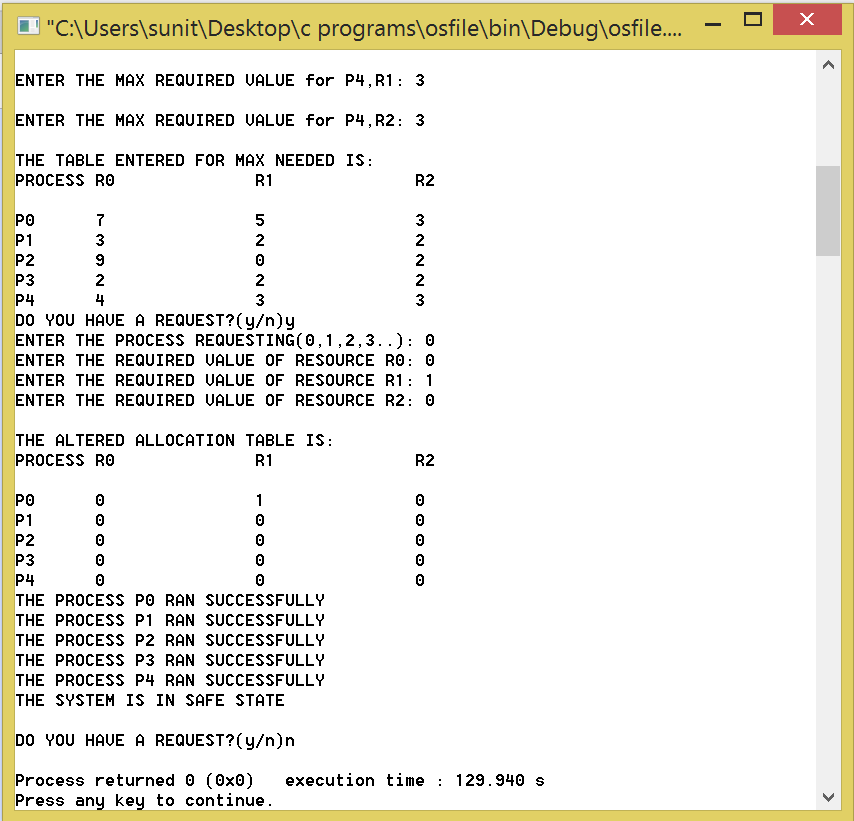 "C:\Users\sunit\Desktop\c programs\osfile\bin\Debug\osfile....
ENTER THE MAX REQUIRED VALUE for P4,R1: 3
ENTER THE MAX REQUIRED VALUE for P4,R2: 3
THE TABLE ENTERED FOR MAX NEEDED IS:
PROCESS R0 R1 R2
P0 7 5 3
P1 3 2 2
P2 9 0 2
P3 2 2 2
P4 4 3 3
DO YOU HAVE A REQUEST?(y/n)y
ENTER THE PROCESS REQUESTING(0,1,2,3..): 0
ENTER THE REQUIRED VALUE OF RESOURCE R0: 0
ENTER THE REQUIRED VALUE OF RESOURCE R1: 1
ENTER THE REQUIRED VALUE OF RESOURCE R2: 0
THE ALTERED ALLOCATION TABLE IS:
PROCESS R0 R1 R2
P0 0 1 0
P1 0 0 0
P2 0 0 0
P3 0 0 0
P4 0 0 0
THE PROCESS P0 RAN SUCCESSFULLY
THE PROCESS P1 RAN SUCCESSFULLY
THE PROCESS P2 RAN SUCCESSFULLY
THE PROCESS P3 RAN SUCCESSFULLY
THE PROCESS P4 RAN SUCCESSFULLY
THE SYSTEM IS IN SAFE STATE
DO YOU HAVE A REQUEST?(y/n)n
Process returned 0 (0x0) execution time : 129.940 s
Press any key to continue.